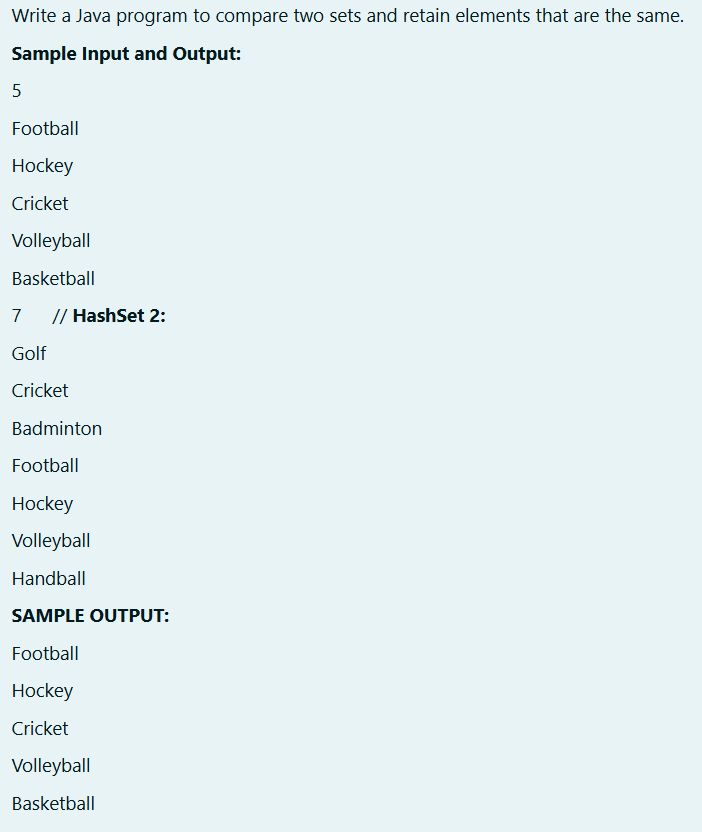 Write a Java program to compare two sets and retain elements that are the same.
Sample Input and Output:
5
Football
Hockey
Cricket
Volleyball
Basketball
7 // HashSet 2:
Golf
Cricket
Badminton
Football
Hockey
Volleyball
Handball
SAMPLE OUTPUT:
Football
Hockey
Cricket
Volleyball
Basketball